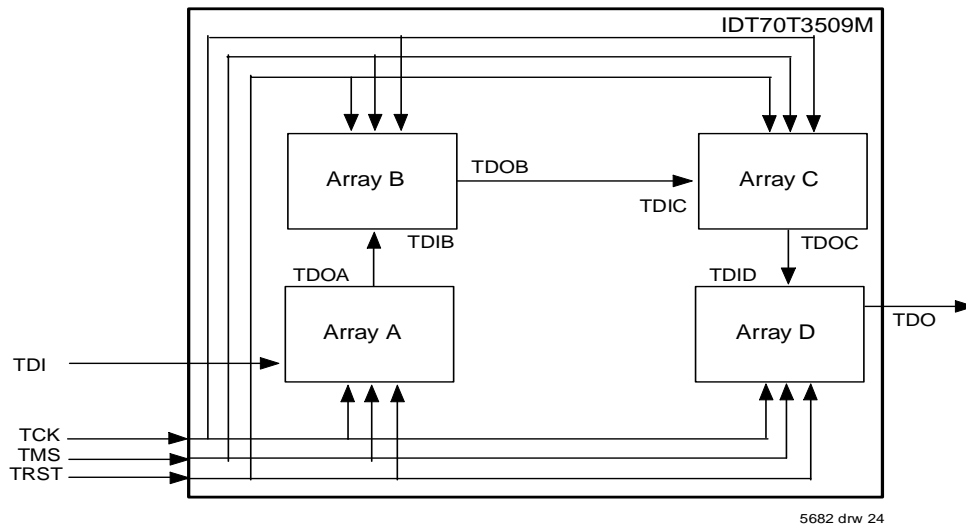 IDT70T3509M
Array B
TDOB
Array C
TDIC
TDIB
TDOC
TDOA
TDID
Array A
Array D
TDO
TDI
TCK
TMS
TRST
5682 drw 24